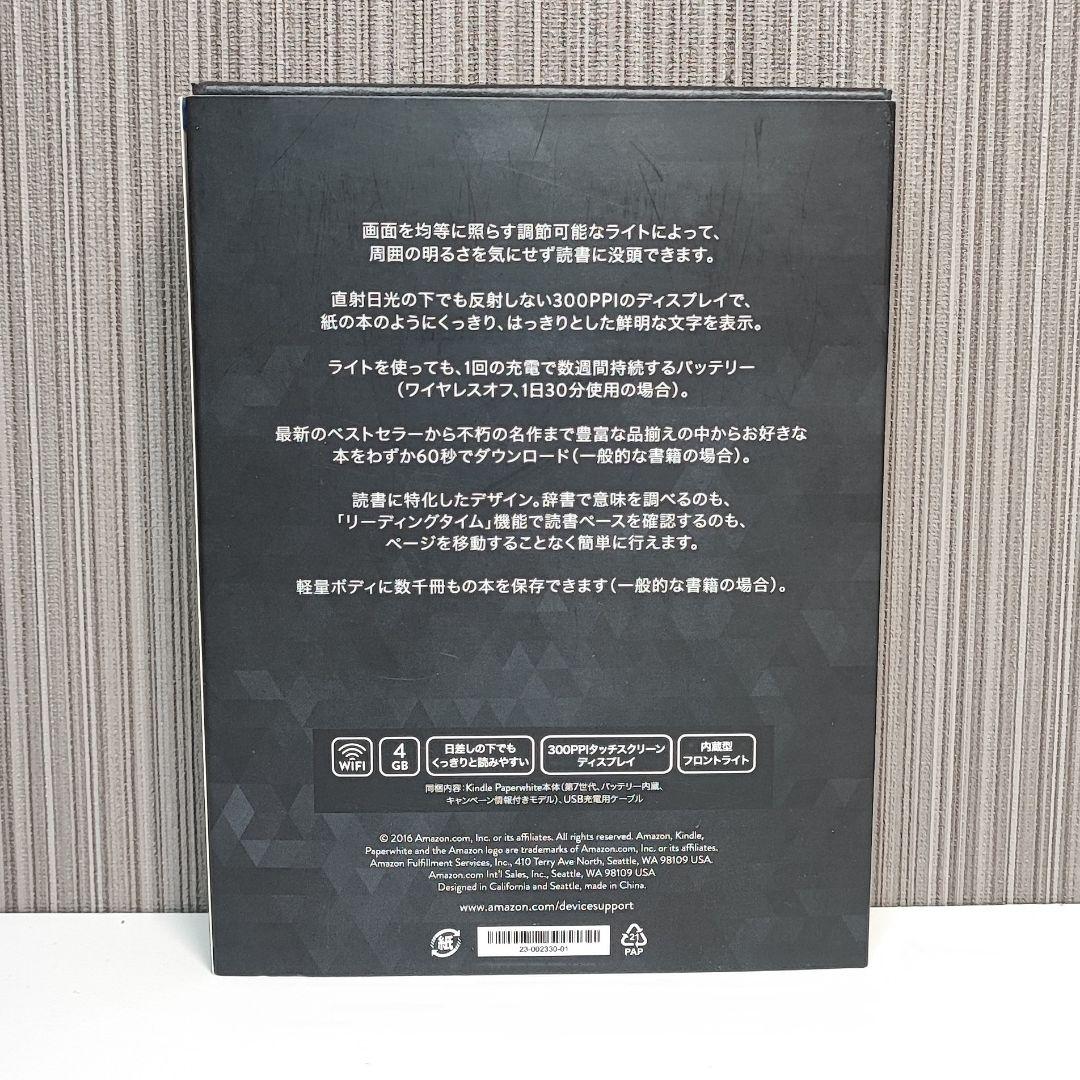 画面を均等に照らす調節可能なライトによって、
周囲の明るさを気にせず読書に没頭できます。
直射日光の下でも反射しない300PPIのディスプレイで、
紙の本のようにくっきり、はっきりとした鮮明な文字を表示。
ライトを使っても、1回の充電で数週間持続するバッテリー
(ワイヤレスオフ、1日30分使用の場合)。
最新のベストセラーから不朽の名作まで豊富な品揃えの中からお好きな
本をわずか60秒でダウンロード(一般的な書籍の場合)。
読書に特化したデザイン。辞書で意味を調べるのも、
「リーディングタイム」機能で読書ペースを確認するのも、
ページを移動することなく簡単に行えます。
軽量ボディに数千冊もの本を保存できます(一般的な書籍の場合)。
WiFi
4
GB
日差しの下でも
くっきりと読みやすい
300PPIタッチスクリーン
ディスプレイ
内蔵型
フロントライト
同梱内容:Kindle Paperwhite本体(第7世代、バッテリー内蔵、
キャンペーン情報付きモデル)、USB充電用ケーブル
© 2016 Amazon.com, Inc. or its affiliates. All rights reserved. Amazon, Kindle,
Paperwhite and the Amazon logo are trademarks of Amazon.com, Inc. or its affiliates.
Amazon Fulfillment Services, Inc., 410 Terry Ave North, Seattle, WA 98109 USA.
Amazon.com Int'l Sales, Inc., Seattle, WA 98109 USA
Designed in California and Seattle, made in China.
www.amazon.com/devicesupport
紙
23-002330-01
21
PAP